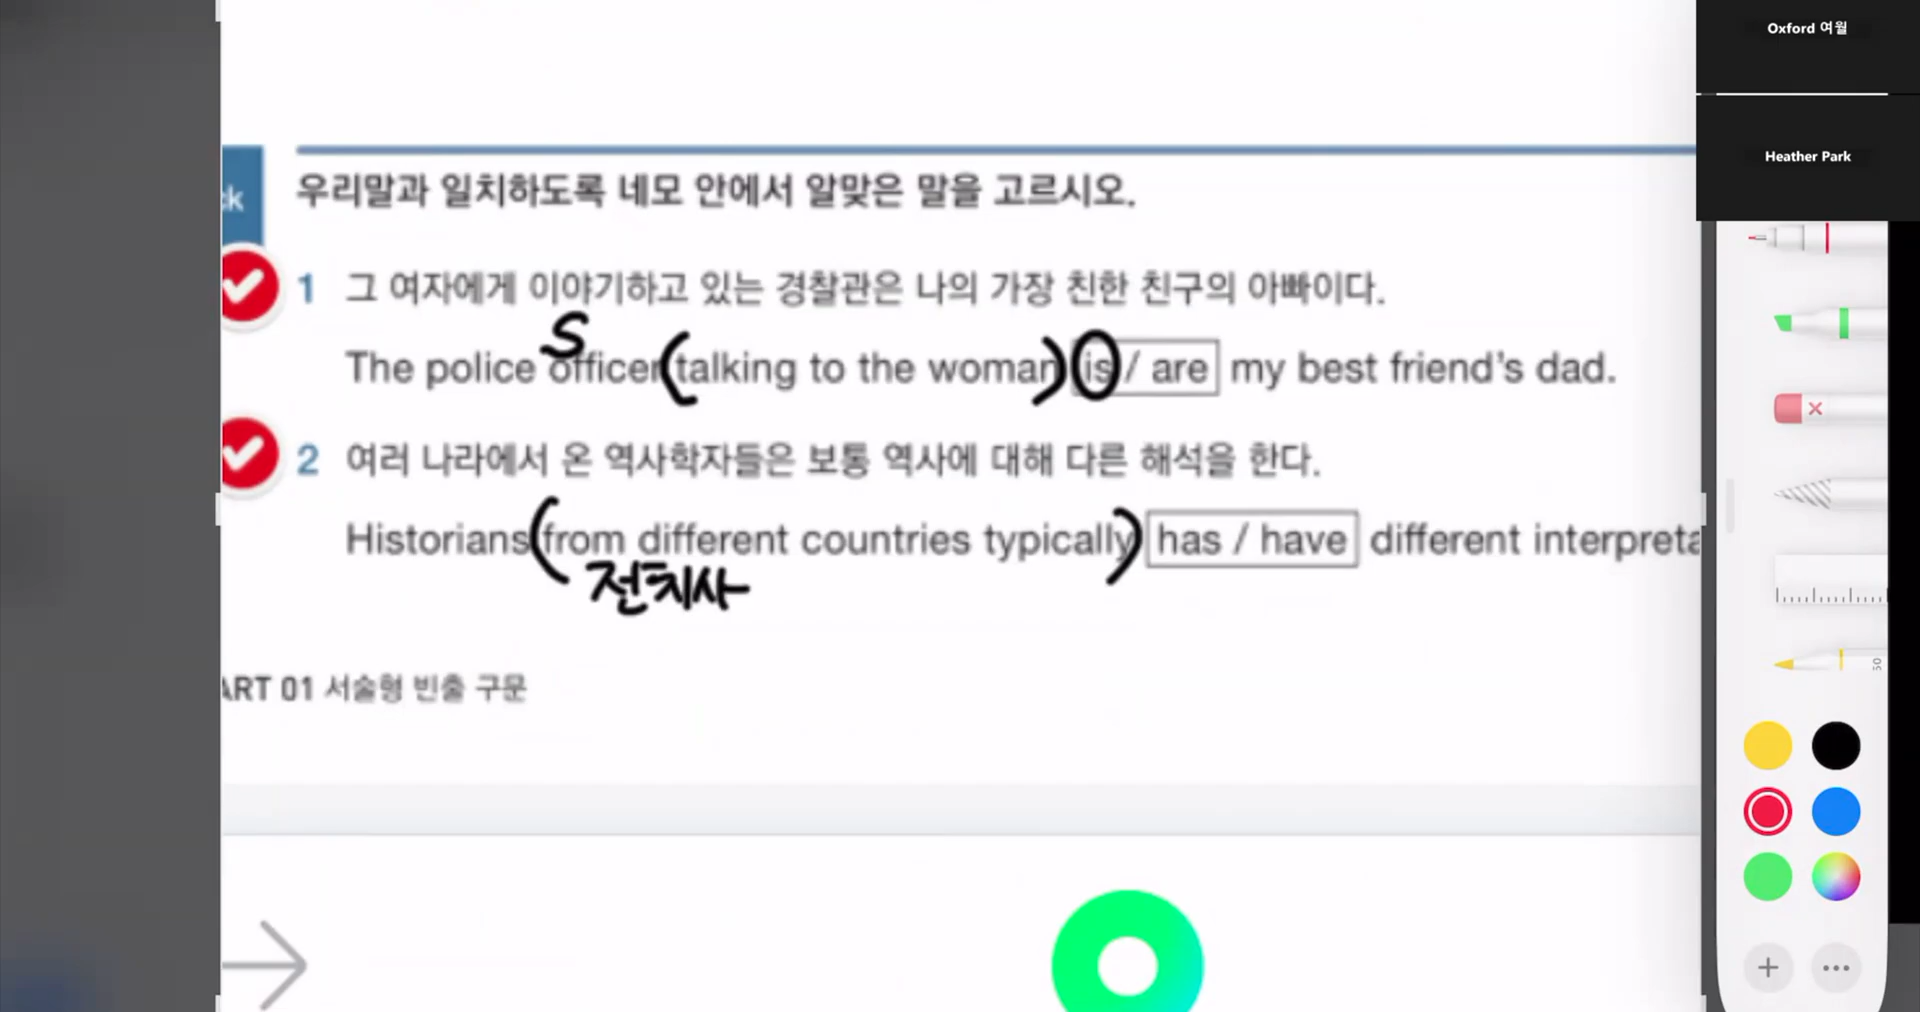 Oxford 여월
Heather Park
ck
우리말과 일치하도록 네모 안에서 알맞은 말을 고르시오.
1 그 여자에게 이야기하고 있는 경찰관은 나의 가장 친한 친구의 아빠이다.
S
The police officer (talking to the woman) is / are my best friend's dad.
2 여러 나라에서 온 역사학자들은 보통 역사에 대해 다른 해석을 한다.
Historians (from different countries typically) has / have different interpreta
전치사
ART 01 서술형 빈출 구문
50